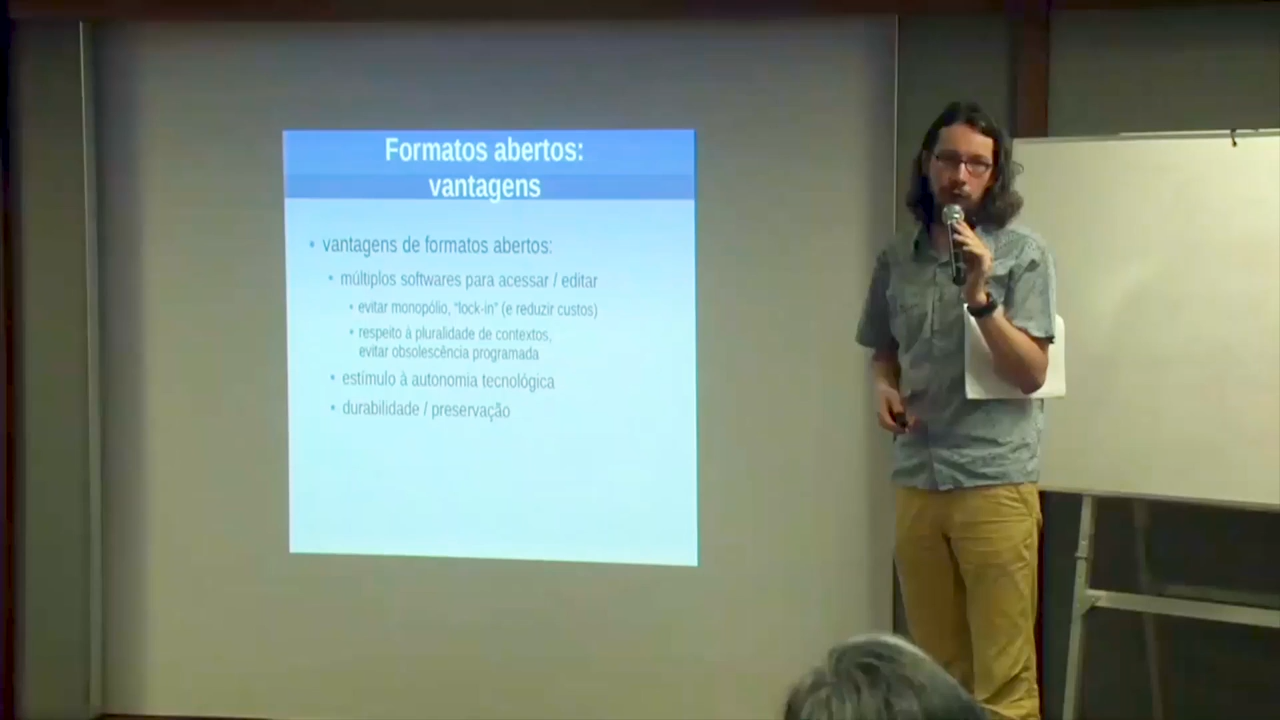 Formatos abertos:
vantagens
• vantagens de formatos abertos:
• múltiplos softwares para acessar / editar
• evitar monopólio, “lock-in” (e reduzir custos)
• respeito à pluralidade de contextos,
evitar obsolescência programada
• estímulo à autonomia tecnológica
• durabilidade / preservação